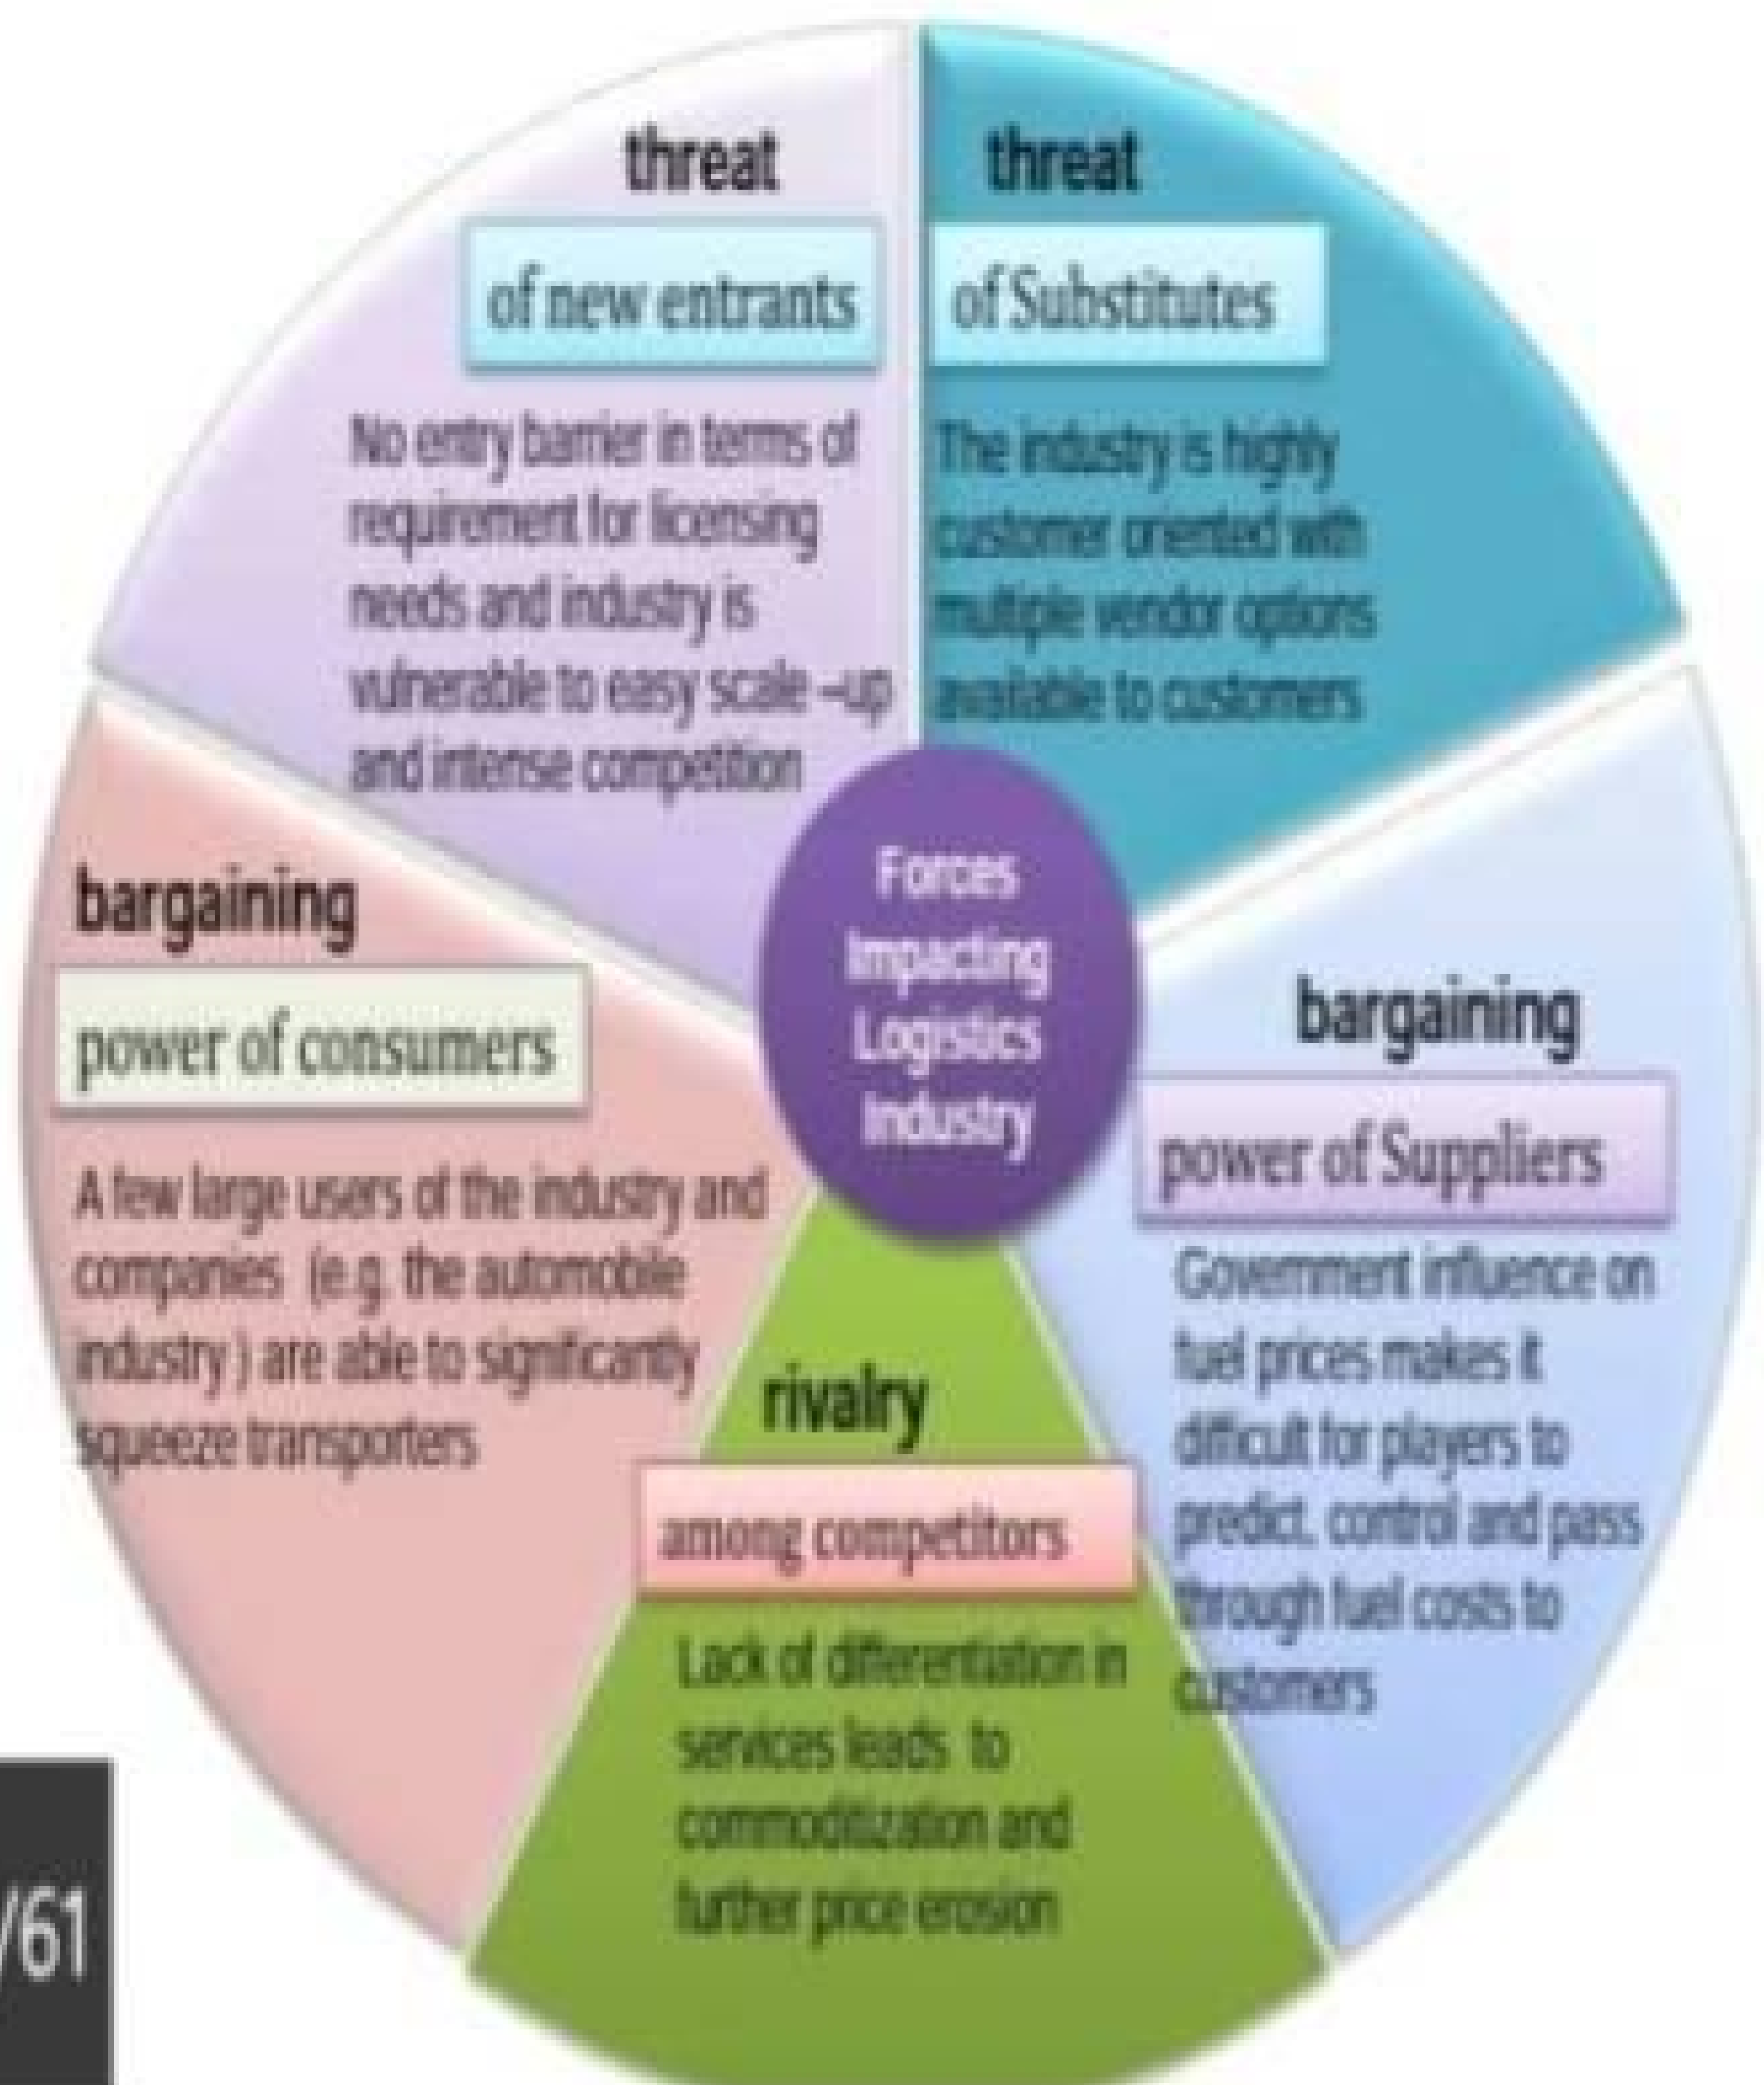 threat
of new entrants
No entry barrier in terms of
requirement for licensing
needs and industry is
vulnerable to easy scale –up
and intense competition
threat
of Substitutes
The industry is highly
customer oriented with
multiple vendor options
available to customers
Forces
Impacting
Logistics
Industry
bargaining
power of consumers
A few large users of the industry and
companies (e.g. the automobile
industry ) are able to significantly
squeeze transporters
bargaining
power of Suppliers
Government influence on
fuel prices makes it
difficult for players to
predict, control and pass
through fuel costs to
customers
rivalry
among competitors
Lack of differentiation in
services leads to
commoditization and
further price erosion
/61